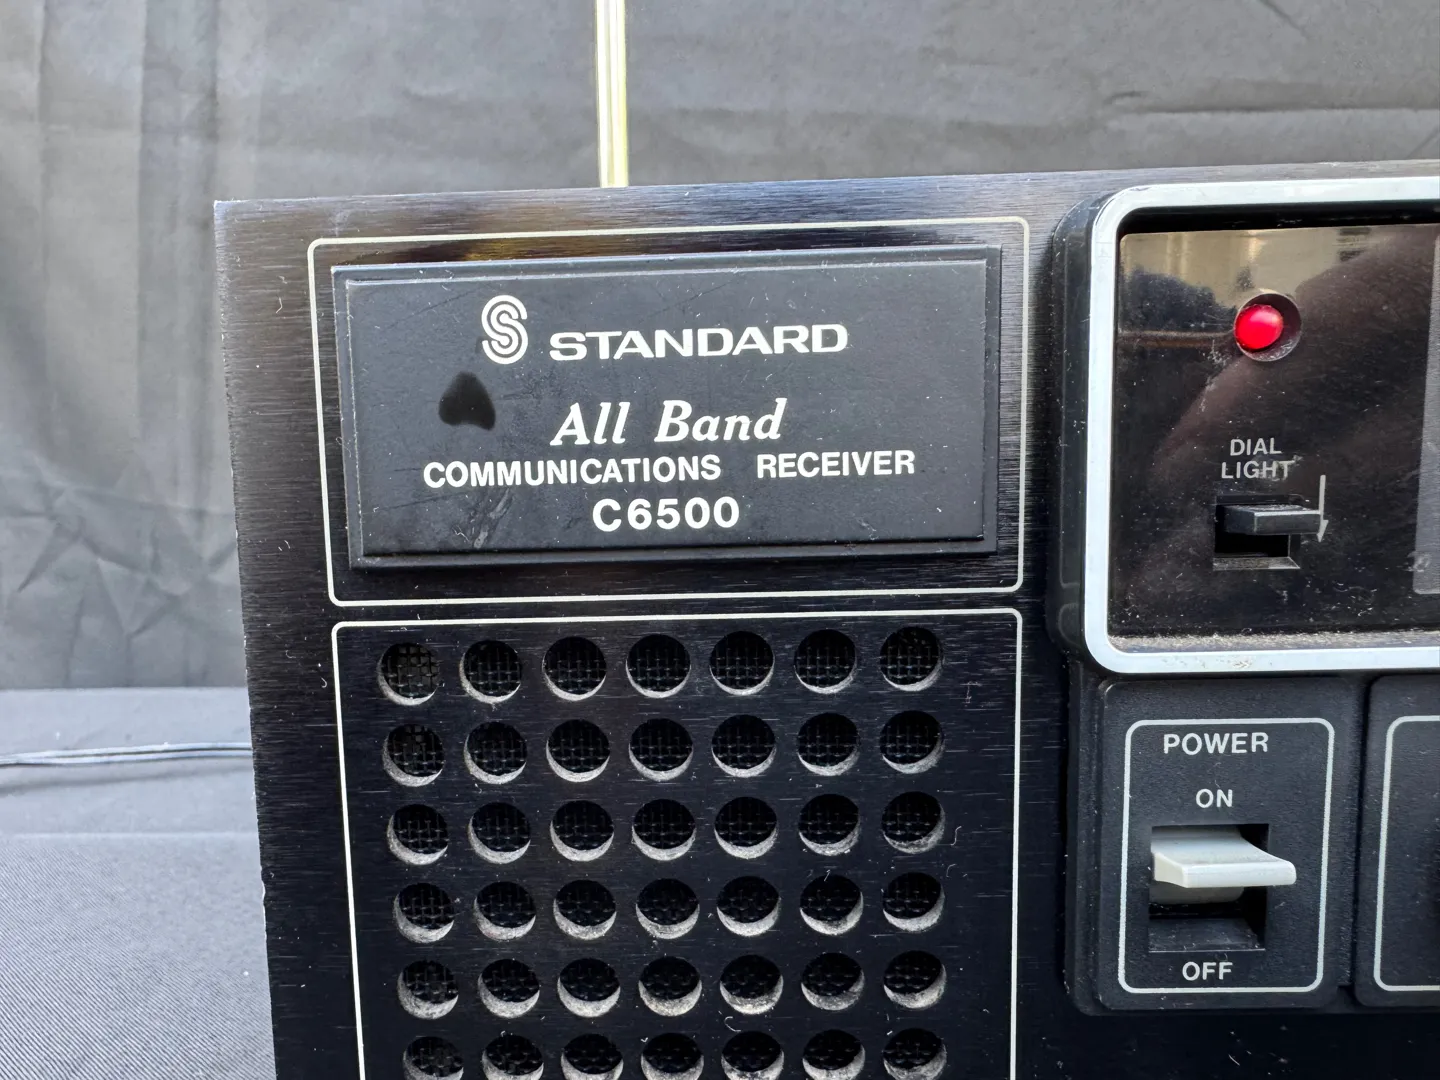 STANDARD
All Band
COMMUNICATIONS RECEIVER
C6500
DIAL
LIGHT
POWER
ON
OFF